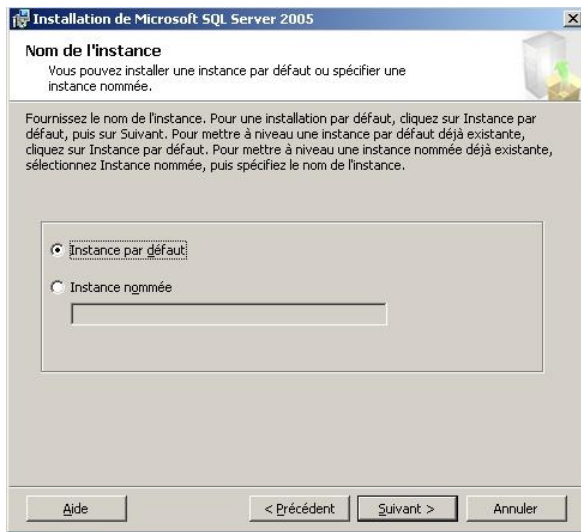 Installation de Microsoft SQL Server 2005
Nom de l'instance
Vous pouvez installer une instance par défaut ou spécifier une
instance nommée.
Fournissez le nom de l'instance. Pour une installation par défaut, cliquez sur Instance par
défaut, puis sur Suivant. Pour mettre à niveau une instance par défaut déjà existante,
cliquez sur Instance par défaut. Pour mettre à niveau une instance nommée déjà existante,
sélectionnez Instance nommée, puis spécifiez le nom de l'instance.
Instance par défaut
Instance nommée
Aide
< Précédent
Suivant >
Annuler